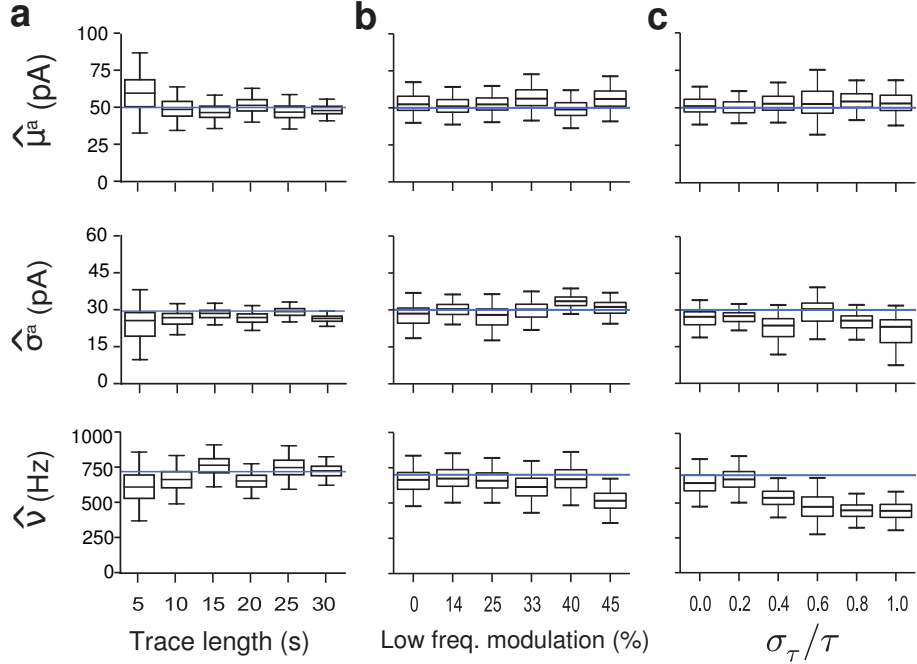 a
b
c
μ̂ᵃ (pA)
100
75
50
25
0
σ̂ᵃ (pA)
60
45
30
15
0
ν̂ (Hz)
1000
750
500
250
0
5 10 15 20 25 30
0 14 25 33 40 45
0.0 0.2 0.4 0.6 0.8 1.0
Trace length (s)
Low freq. modulation (%)
σ_τ/τ